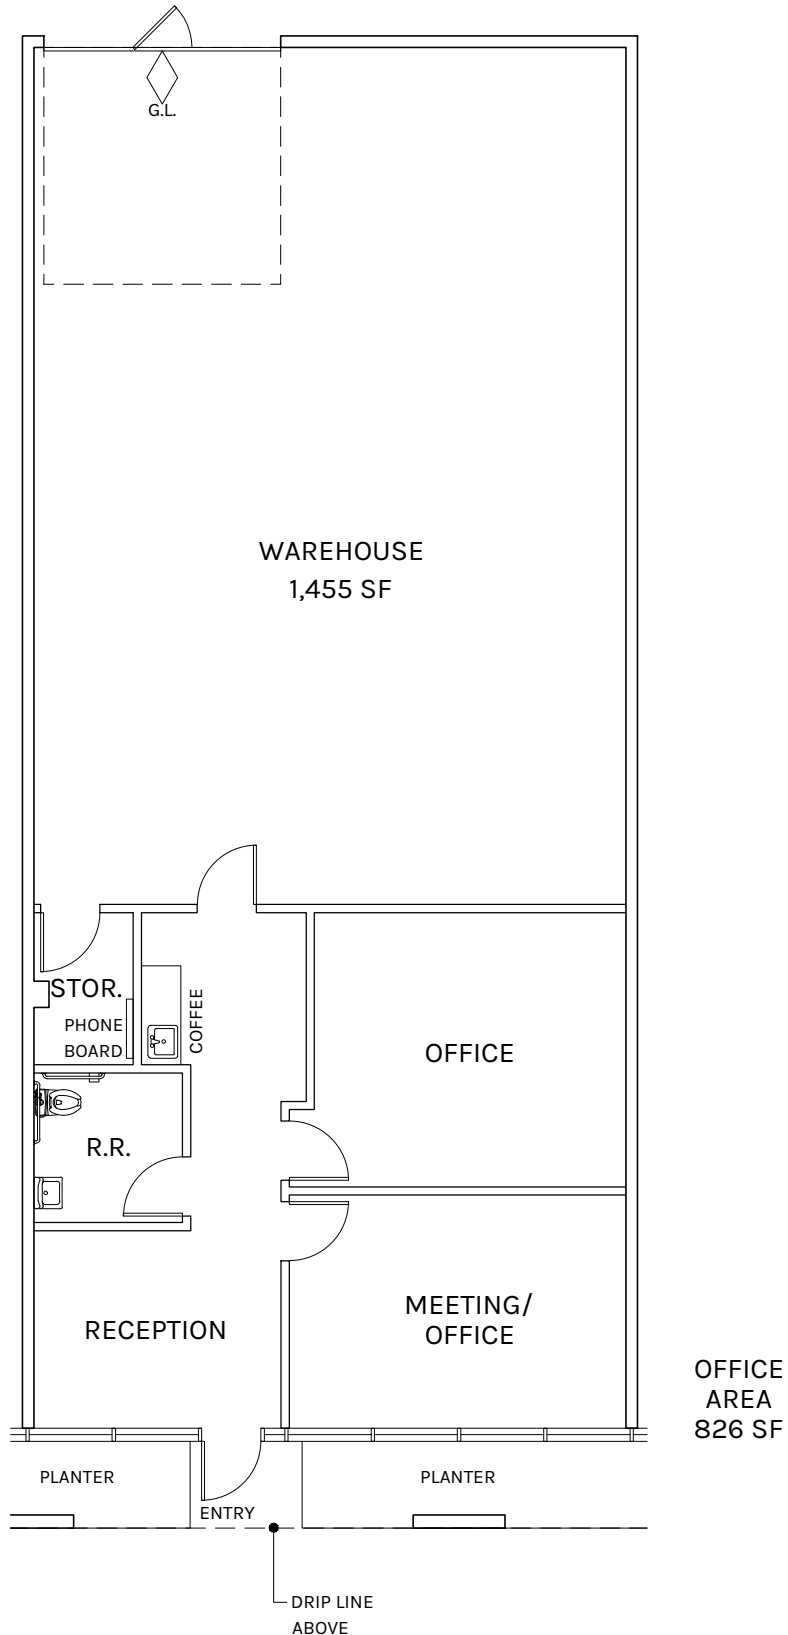 G.L.
WAREHOUSE
1,455 SF
STOR.
PHONE
BOARD
COFFEE
OFFICE
R.R.
RECEPTION
MEETING/
OFFICE
OFFICE
AREA
826 SF
PLANTER
PLANTER
ENTRY
DRIP LINE
ABOVE